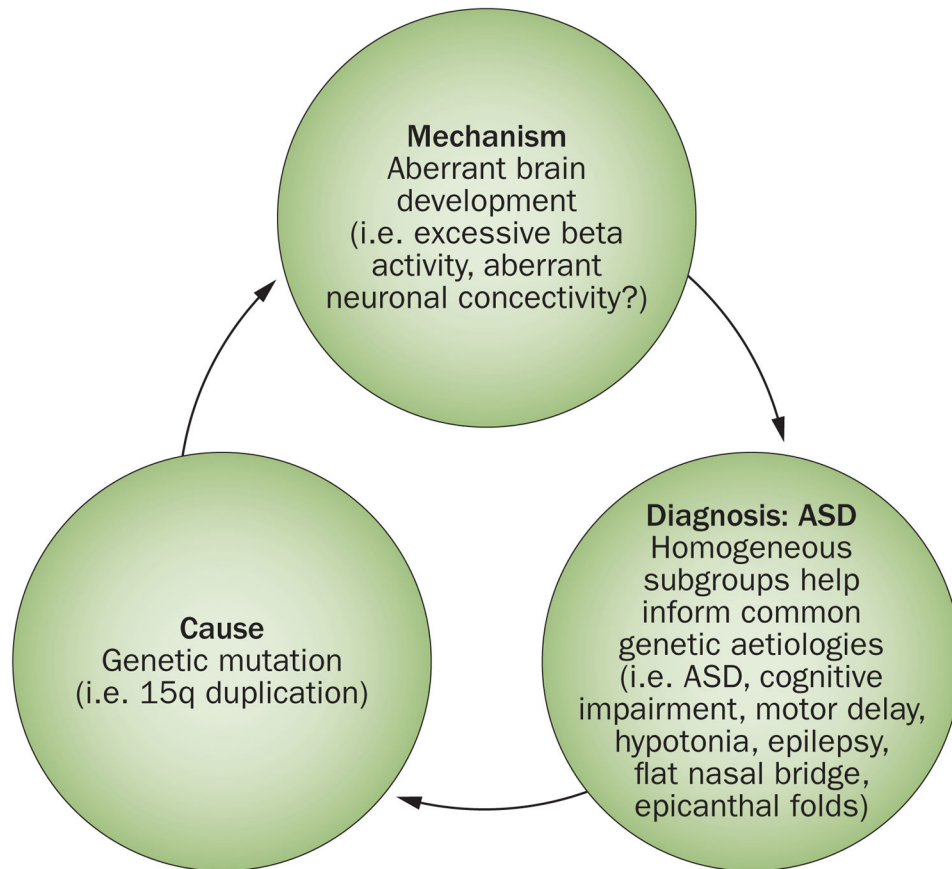 Mechanism
Aberrant brain
development
(i.e. excessive beta
activity, aberrant
neuronal concectivity?)
Diagnosis: ASD
Homogeneous
subgroups help
inform common
genetic aetiologies
(i.e. ASD, cognitive
impairment, motor delay,
hypotonia, epilepsy,
flat nasal bridge,
epicanthal folds)
Cause
Genetic mutation
(i.e. 15q duplication)